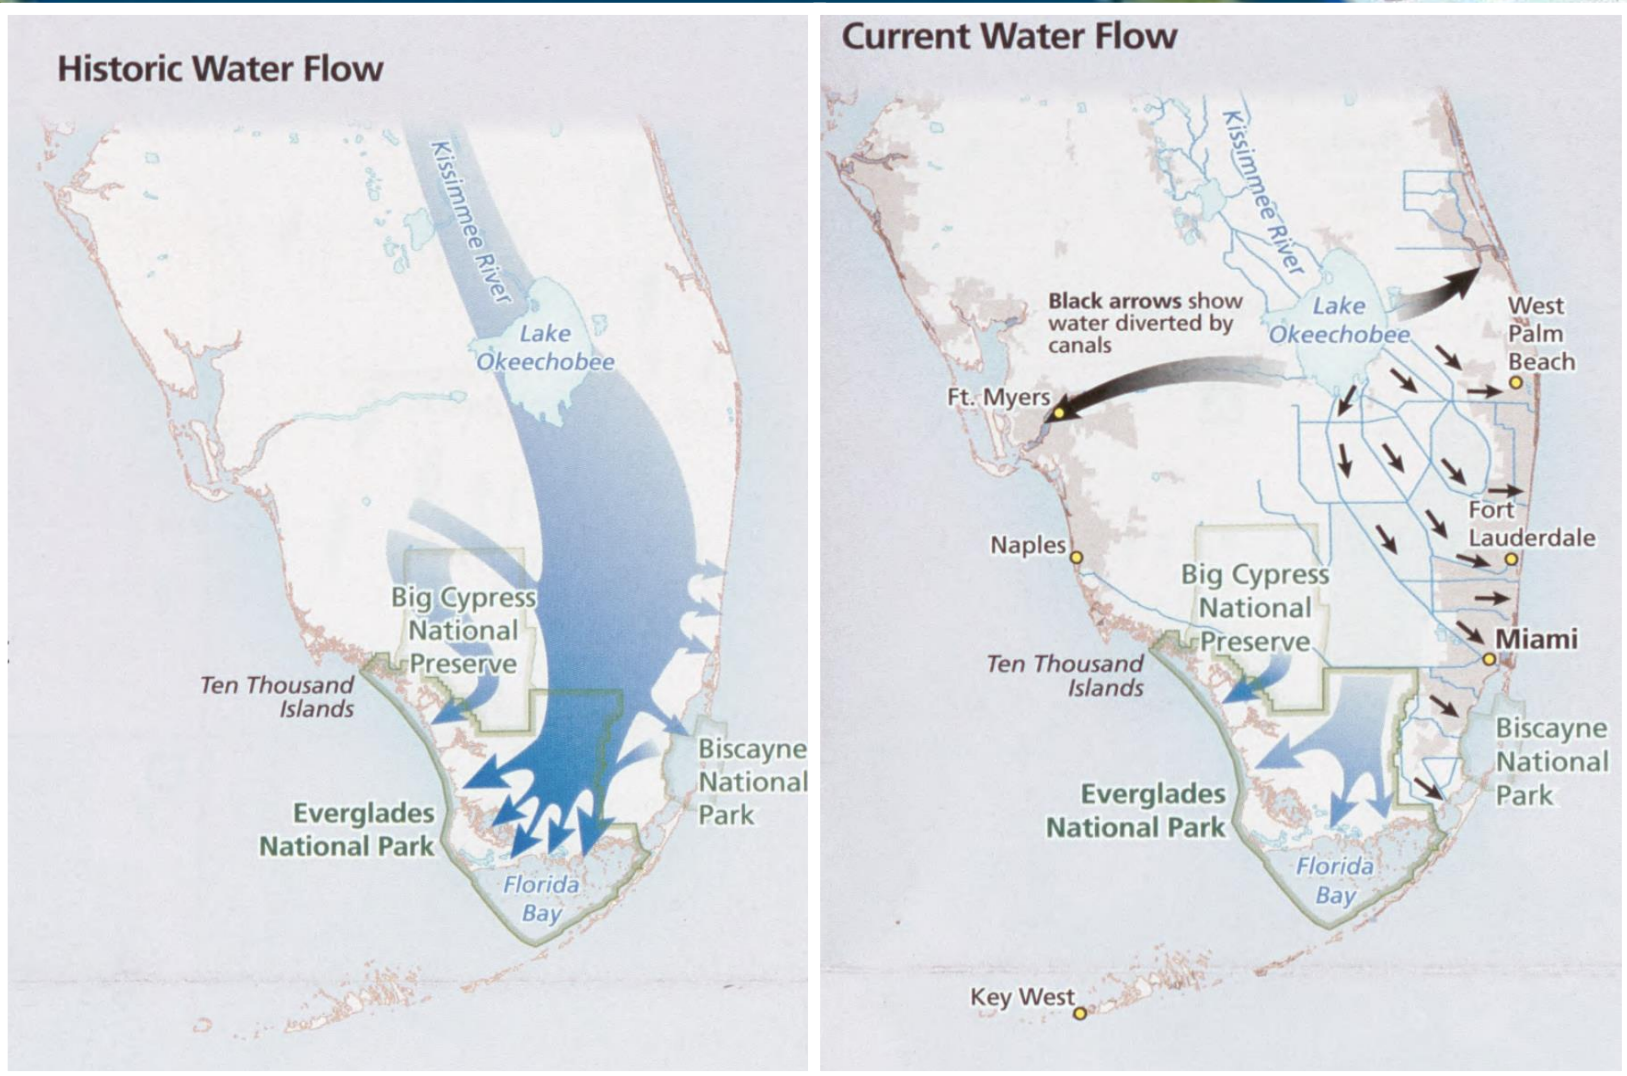 Historic Water Flow
Kissimmee River
Lake
Okeechobee
Big Cypress
National
Preserve
Ten Thousand
Islands
Biscayne
National
Park
Everglades
National Park
Florida
Bay
Current Water Flow
Kissimmee River
Black arrows show
water diverted by
canals
Lake
Okeechobee
West
Palm
Beach
Ft. Myers
Fort
Lauderdale
Naples
Big Cypress
National
Preserve
Miami
Ten Thousand
Islands
Biscayne
National
Park
Everglades
National Park
Florida
Bay
Key West